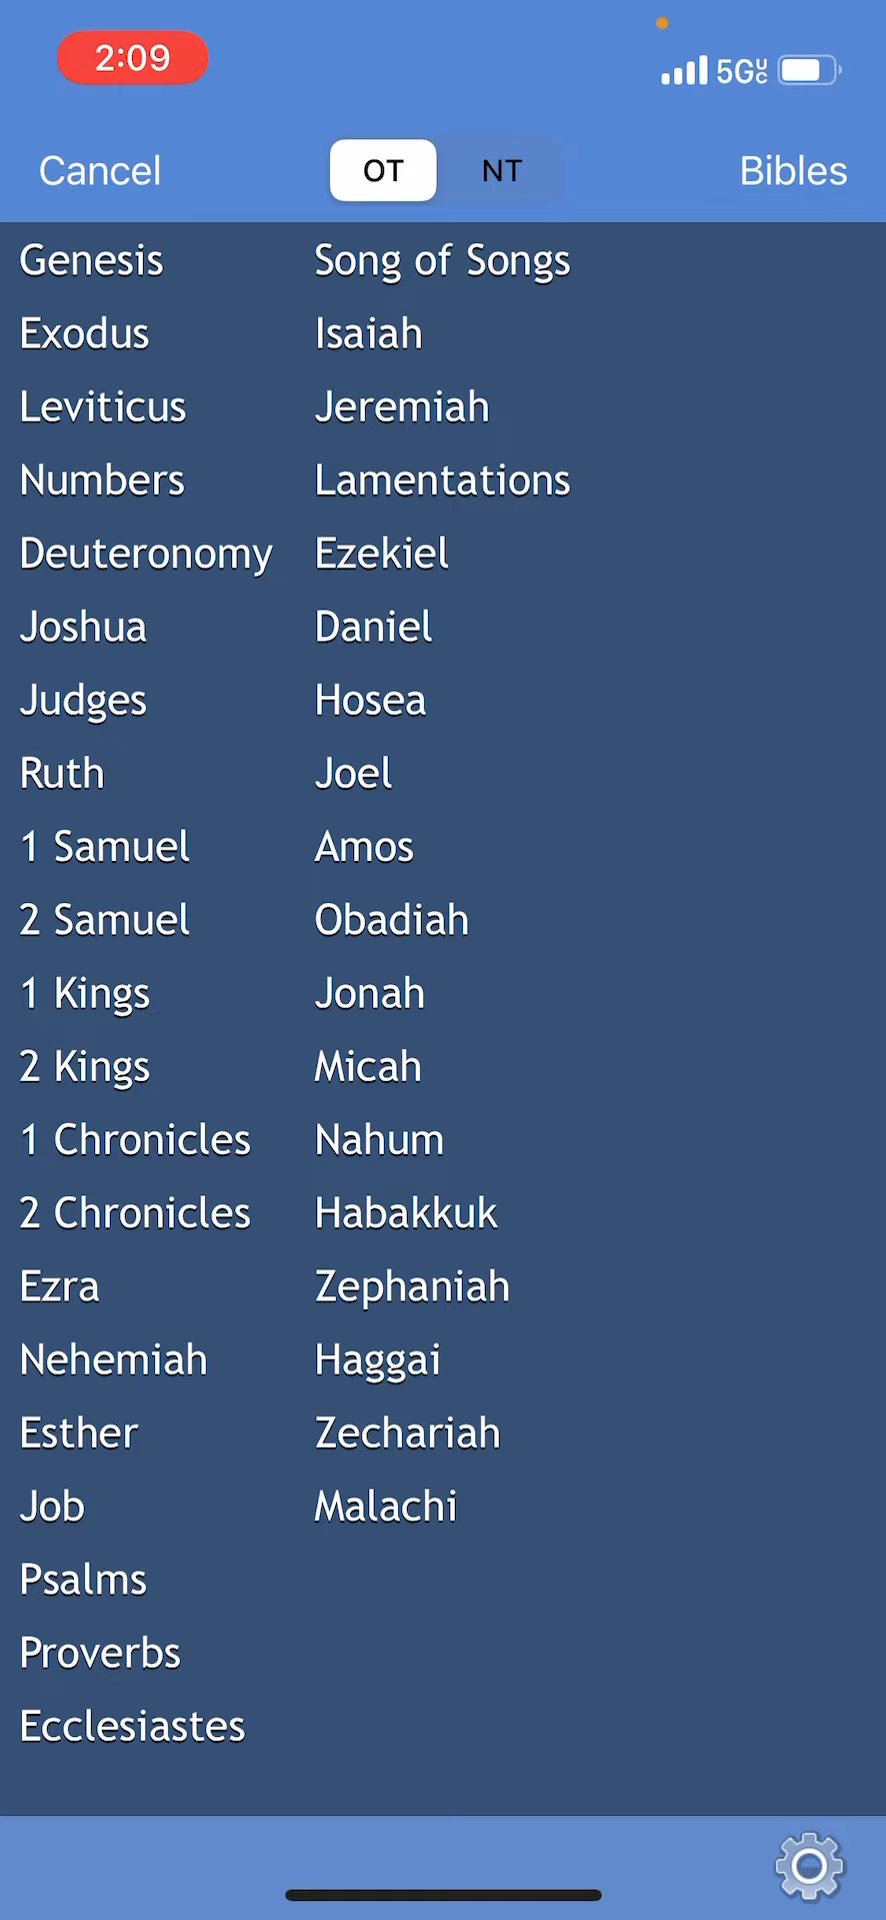 2:09
5GUC
Cancel
OT
NT
Bibles
Genesis
Exodus
Leviticus
Numbers
Deuteronomy
Joshua
Judges
Ruth
1 Samuel
2 Samuel
1 Kings
2 Kings
1 Chronicles
2 Chronicles
Ezra
Nehemiah
Esther
Job
Psalms
Proverbs
Ecclesiastes
Song of Songs
Isaiah
Jeremiah
Lamentations
Ezekiel
Daniel
Hosea
Joel
Amos
Obadiah
Jonah
Micah
Nahum
Habakkuk
Zephaniah
Haggai
Zechariah
Malachi